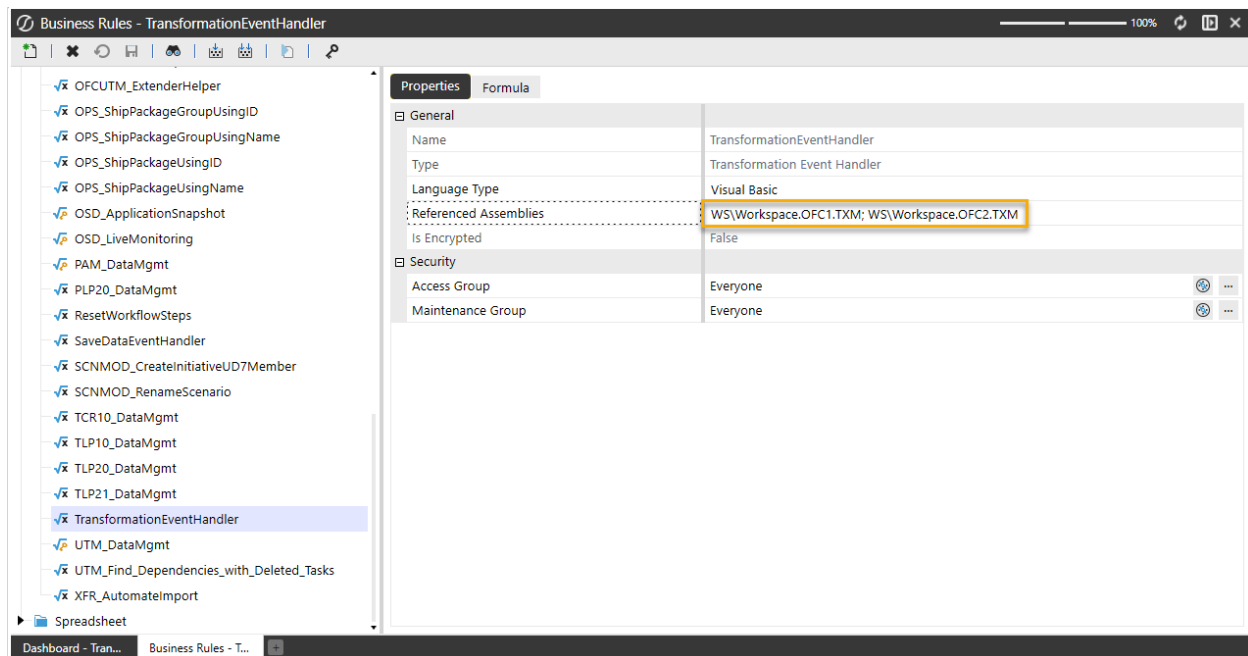 Business Rules - TransformationEventHandler
100%
OFCUTM_ExtenderHelper
OPS_ShipPackageGroupUsingID
OPS_ShipPackageGroupUsingName
OPS_ShipPackageUsingID
OPS_ShipPackageUsingName
OSD_ApplicationSnapshot
OSD_LiveMonitoring
PAM_DataMgmt
PLP20_DataMgmt
ResetWorkflowSteps
SaveDataEventHandler
SCNMOD_CreateInitiativeUD7Member
SCNMOD_RenameScenario
TCR10_DataMgmt
TLP10_DataMgmt
TLP20_DataMgmt
TLP21_DataMgmt
TransformationEventHandler
UTM_DataMgmt
UTM_Find_Dependencies_with_Deleted_Tasks
XFR_AutomateImport
Spreadsheet
Properties Formula
General
Name TransformationEventHandler
Type Transformation Event Handler
Language Type Visual Basic
Referenced Assemblies WS\Workspace.OFC1.TXM; WS\Workspace.OFC2.TXM
Is Encrypted False
Security
Access Group Everyone ...
Maintenance Group Everyone ...
Dashboard - Tran... Business Rules - T...